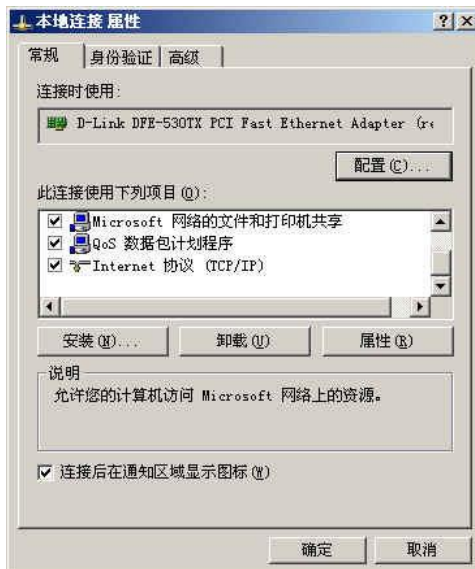 本地连接 属性
常规 身份验证 高级
连接时使用:
D-Link DFE-530TX PCI Fast Ethernet Adapter (re
配置(C)...
此连接使用下列项目(O):
Microsoft 网络的文件和打印机共享
QoS 数据包计划程序
Internet 协议 (TCP/IP)
安装(N)... 卸载(U) 属性(R)
说明
允许您的计算机访问 Microsoft 网络上的资源。
连接后在通知区域显示图标(W)
确定 取消